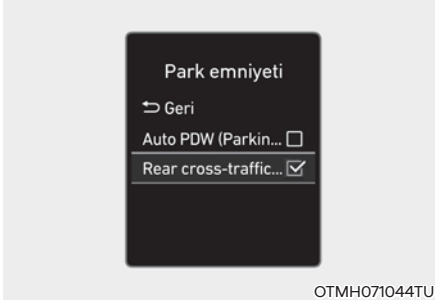 Park emniyeti
⮌ Geri
Auto PDW (Parkin... ☐
Rear cross-traffic... ☑
OTMH071044TU